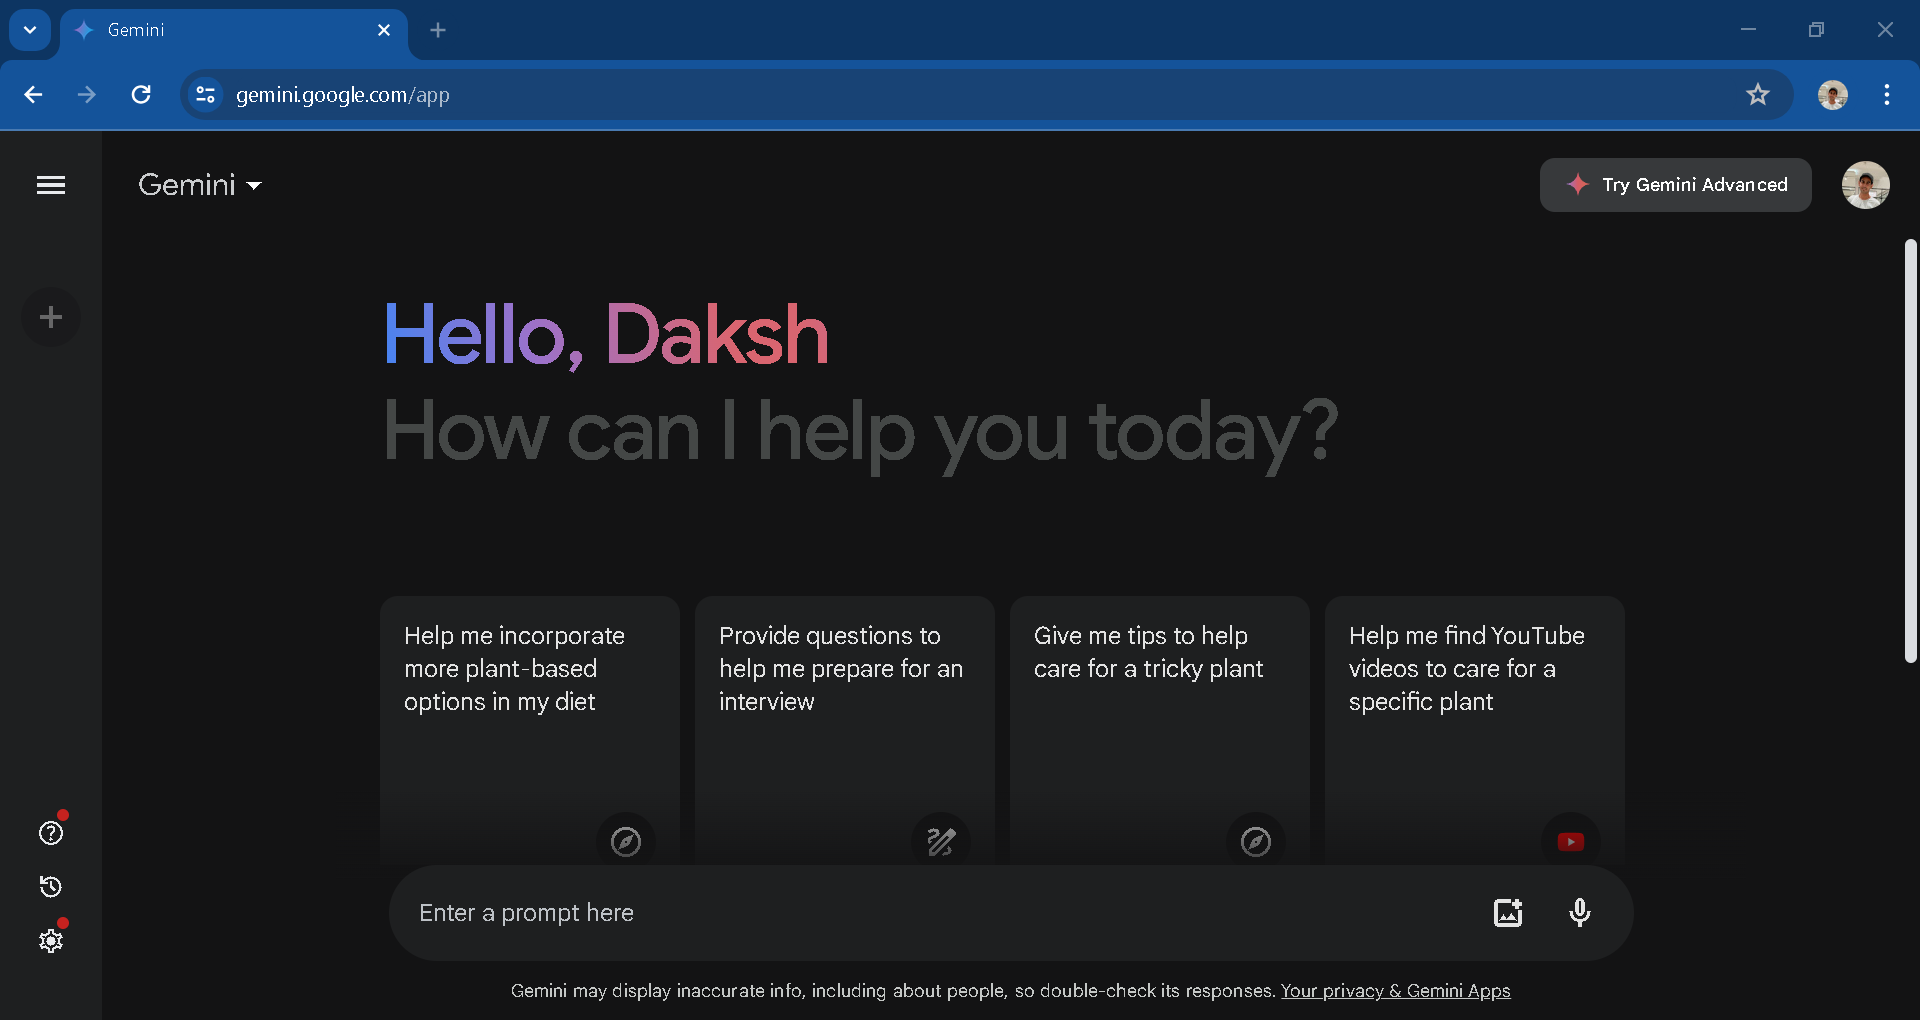 Gemini
gemini.google.com/app
Gemini
Try Gemini Advanced
Hello, Daksh
How can I help you today?
Help me incorporate
more plant-based
options in my diet
Provide questions to
help me prepare for an
interview
Give me tips to help
care for a tricky plant
Help me find YouTube
videos to care for a
specific plant
Enter a prompt here
Gemini may display inaccurate info, including about people, so double-check its responses. Your privacy & Gemini Apps